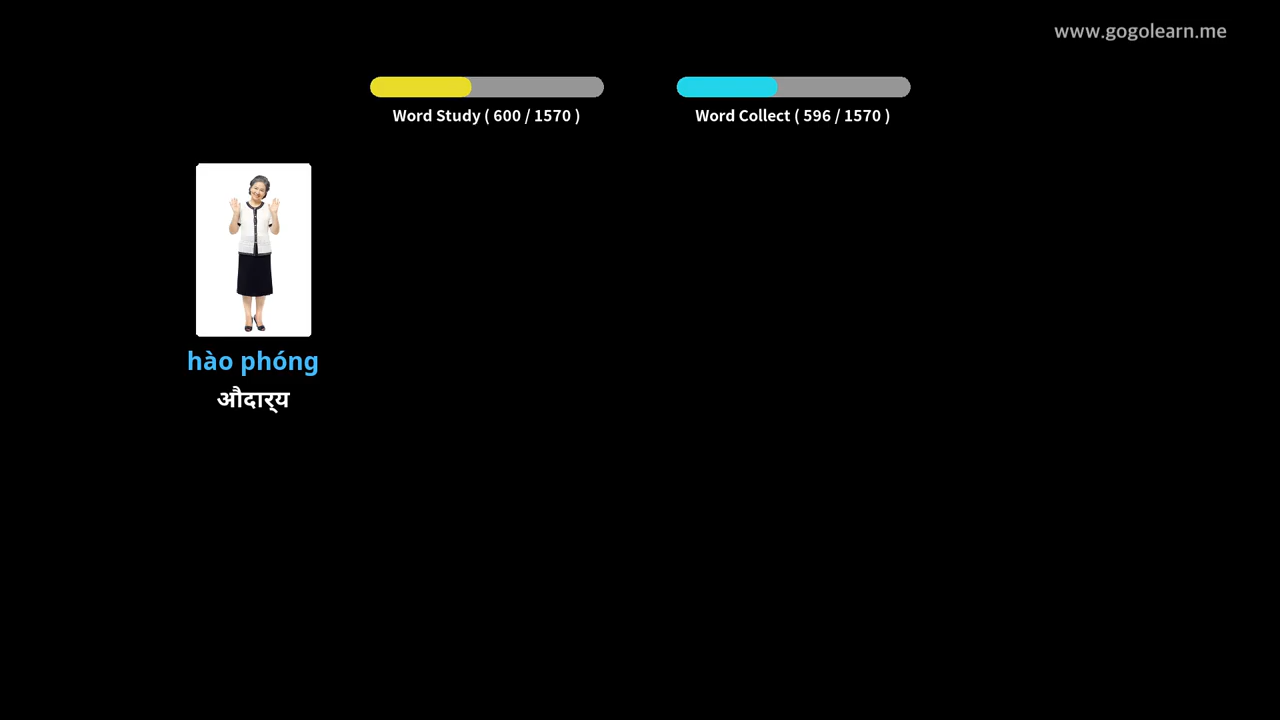 www.gogolearn.me
Word Study ( 600 / 1570 )
Word Collect ( 596 / 1570 )
hào phóng
औदार्‍य